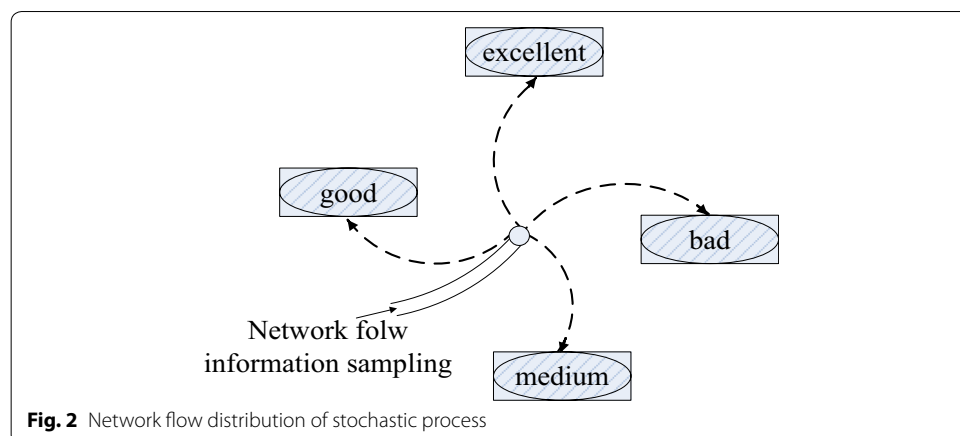 excellent
good
bad
Network folw
information sampling
medium
Fig. 2 Network flow distribution of stochastic process